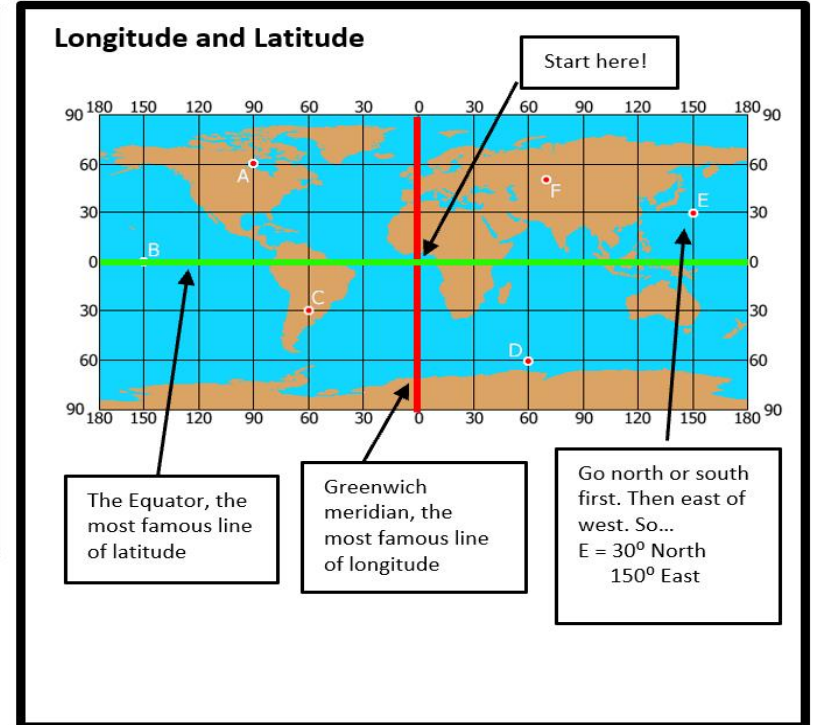 Longitude and Latitude
Start here!
180 150 120 90 60 30 0 30 60 90 120 150 180
90 90
60 60
A
F
30 E 30
B
0 0
C
30 30
D
60 60
90 90
180 150 120 90 60 30 0 30 60 90 120 150 180
The Equator, the
most famous line
of latitude
Greenwich
meridian, the
most famous line
of longitude
Go north or south
first. Then east of
west. So...
E = 30⁰ North
150⁰ East